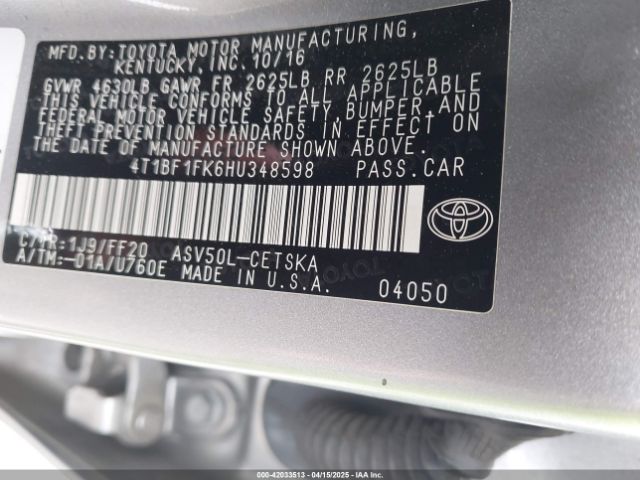 MFD.BY:TOYOTA MOTOR MANUFACTURING,
KENTUCKY, INC. 10/16
GVWR 4630LB GAWR FR 2625LB RR 2625LB
THIS VEHICLE CONFORMS TO ALL APPLICABLE
FEDERAL MOTOR VEHICLE SAFETY, BUMPER, AND
THEFT PREVENTION STANDARDS IN EFFECT ON
THE DATE OF MANUFACTURE SHOWN ABOVE.
4T1BF1FK6HU348598 PASS.CAR
C/TR:1J9/FF20 ASV50L-CETSKA
A/TM:-01A/U760E MADE IN U.S.A.
04050
000-42033513 - 04/15/2025 - IAAI.COM